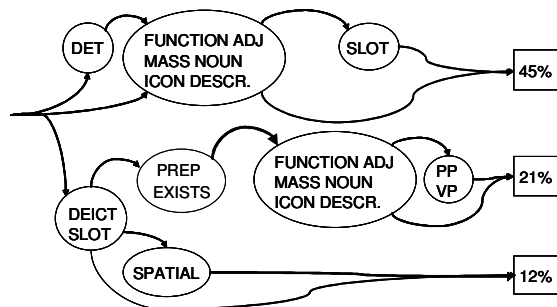 DET
FUNCTION ADJ
MASS NOUN
ICON DESCR.
SLOT
45%
PREP
EXISTS
FUNCTION ADJ
MASS NOUN
ICON DESCR.
PP
VP
21%
DEICT
SLOT
SPATIAL
12%